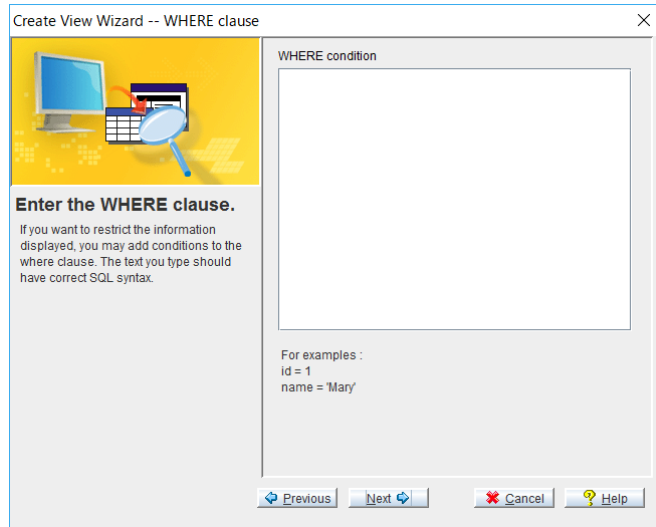 Create View Wizard -- WHERE clause
Enter the WHERE clause.
If you want to restrict the information
displayed, you may add conditions to the
where clause. The text you type should
have correct SQL syntax.
WHERE condition
For examples :
id = 1
name = 'Mary'
Previous Next Cancel Help